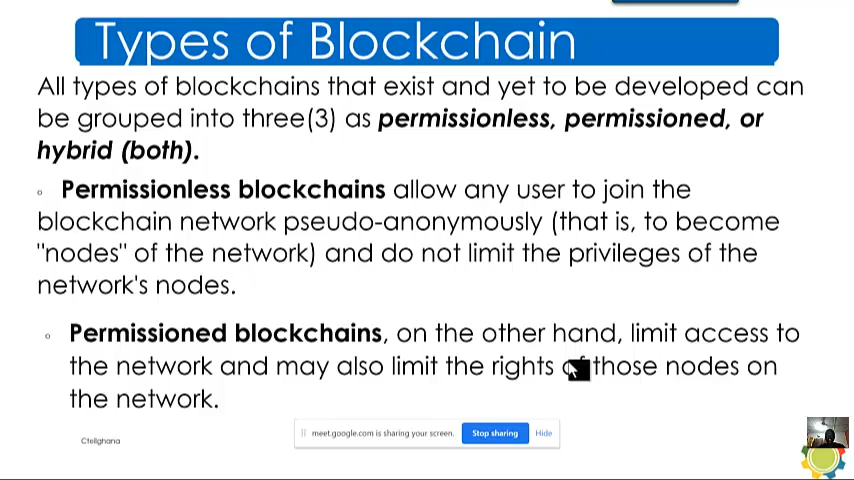 Types of Blockchain
All types of blockchains that exist and yet to be developed can
be grouped into three(3) as permissionless, permissioned, or
hybrid (both).
Permissionless blockchains allow any user to join the
blockchain network pseudo-anonymously (that is, to become
"nodes" of the network) and do not limit the privileges of the
network's nodes.
Permissioned blockchains, on the other hand, limit access to
the network and may also limit the rights of those nodes on
the network.
meet.google.com is sharing your screen. Stop sharing Hide
Ctellghana